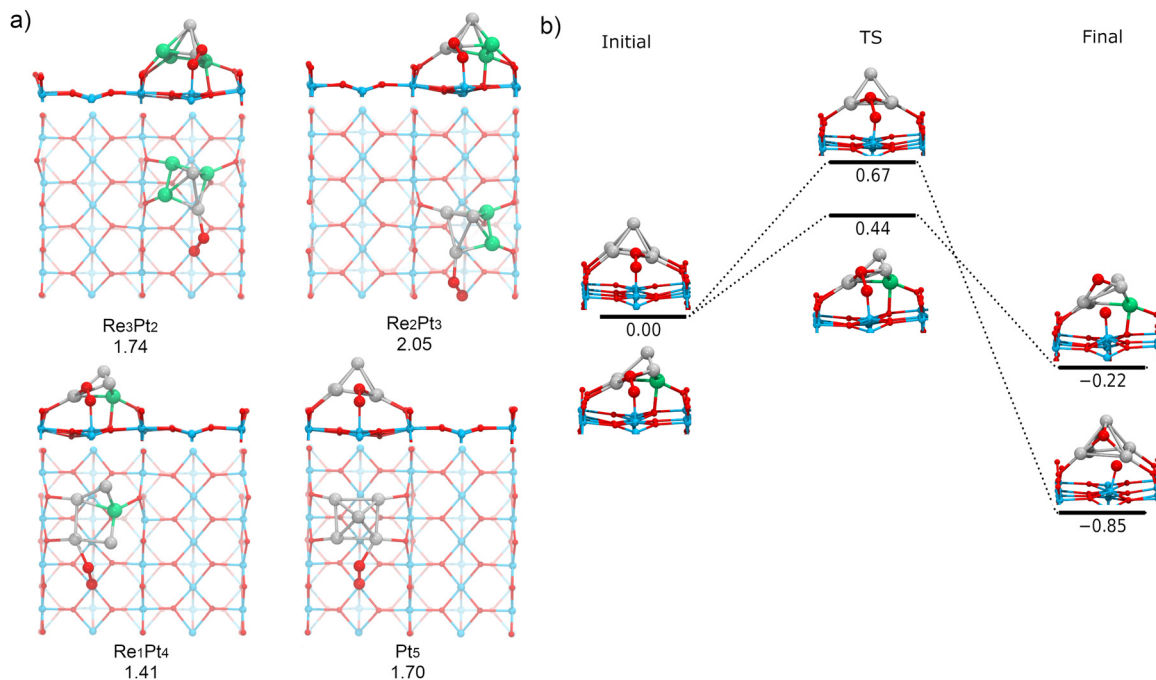 a)
Re3Pt2
1.74
Re2Pt3
2.05
Re1Pt4
1.41
Pt5
1.70
b)
Initial
TS
Final
0.67
0.44
0.00
−0.22
−0.85